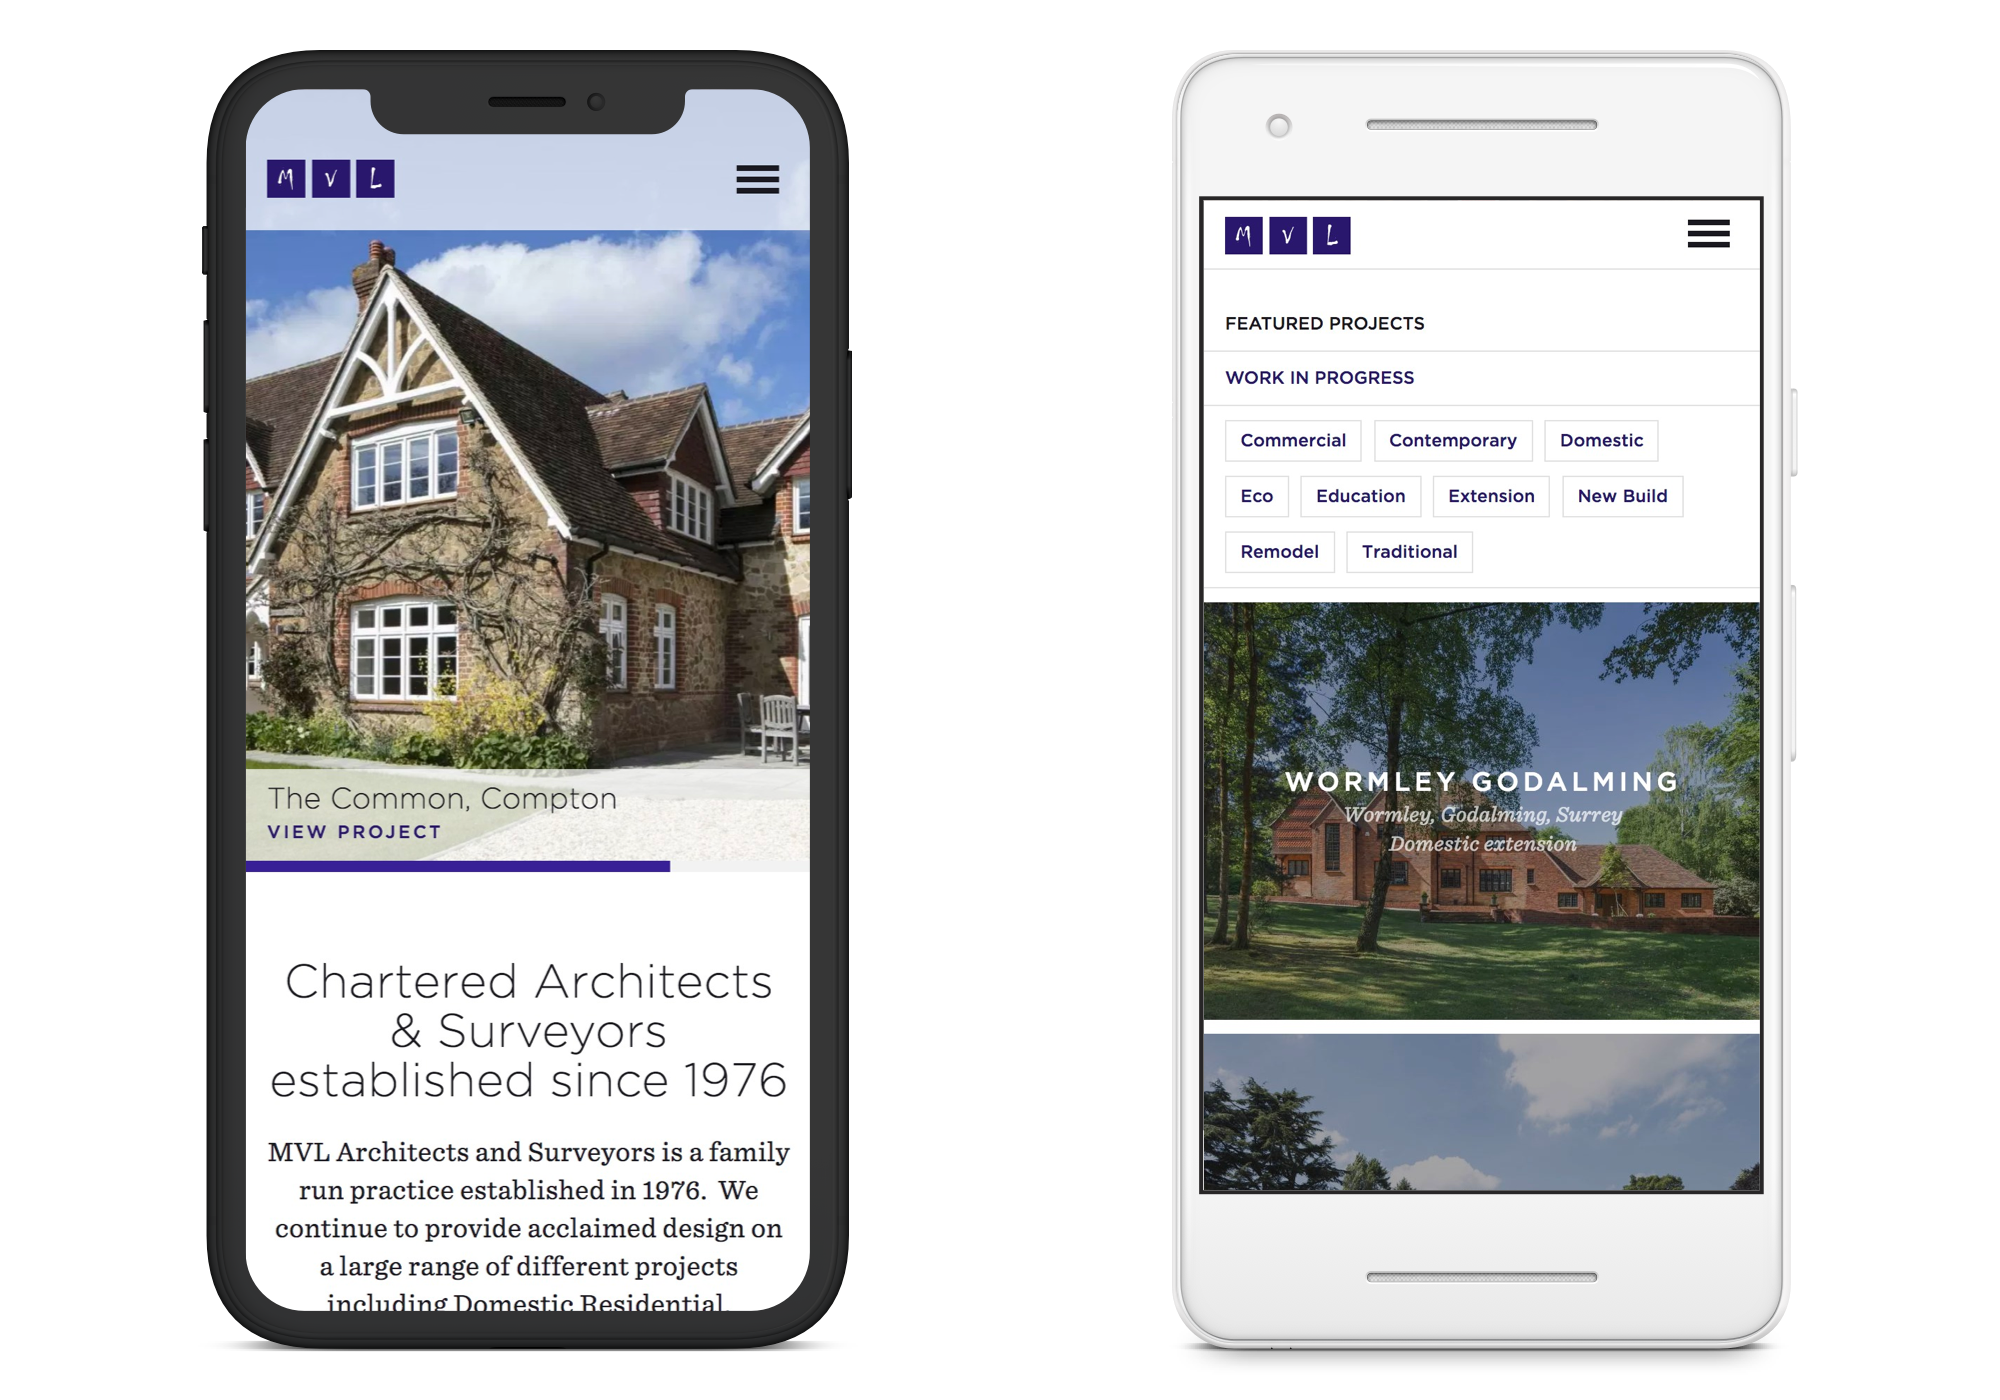 M V L
The Common, Compton
VIEW PROJECT
Chartered Architects
& Surveyors
established since 1976
MVL Architects and Surveyors is a family
run practice established in 1976. We
continue to provide acclaimed design on
a large range of different projects
including Domestic Residential,
M V L
FEATURED PROJECTS
WORK IN PROGRESS
Commercial Contemporary Domestic
Eco Education Extension New Build
Remodel Traditional
WORMLEY GODALMING
Wormley, Godalming, Surrey
Domestic extension